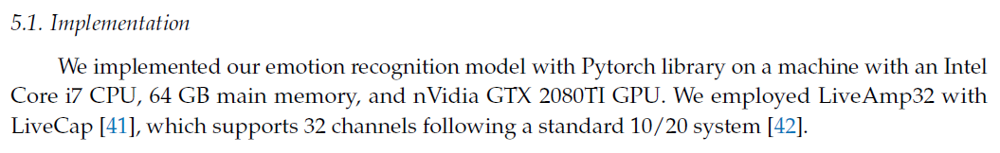 5.1. Implementation
We implemented our emotion recognition model with Pytorch library on a machine with an Intel
Core i7 CPU, 64 GB main memory, and nVidia GTX 2080TI GPU. We employed LiveAmp32 with
LiveCap [41], which supports 32 channels following a standard 10/20 system [42].